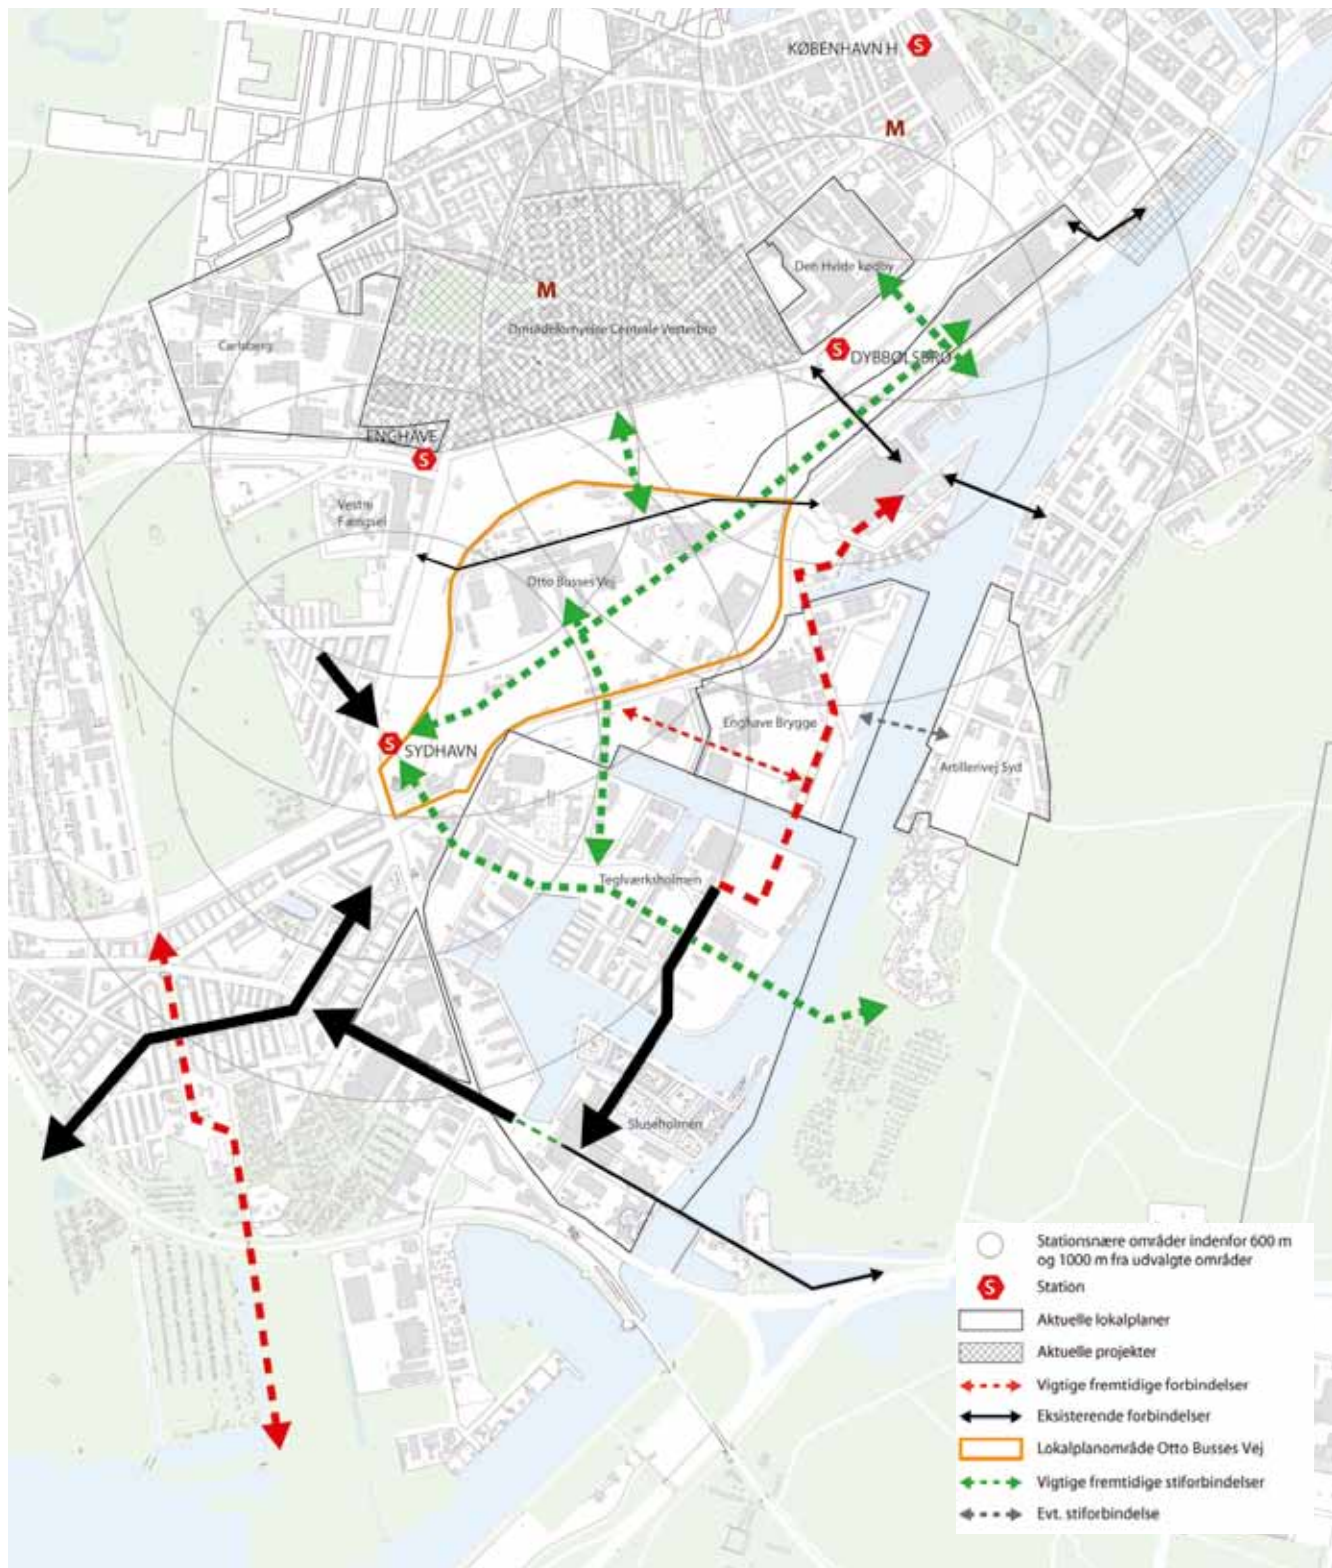 KØBENHAVN H
S
M
Den Hvide kødby
M
Områdefornyelse Centrale Vesterbro
Carlsberg
S
DYBBØLSBRO
ENGHAVE
S
Vestre
Fængsel
Otto Busses Vej
Enghave Brygge
S
SYDHAVN
Artillerivej Syd
Teglværksholmen
Sluseholmen
Stationsnære områder indenfor 600 m
og 1000 m fra udvalgte områder
S
Station
Aktuelle lokalplaner
Aktuelle projekter
Vigtige fremtidige forbindelser
Eksisterende forbindelser
Lokalplanområde Otto Busses Vej
Vigtige fremtidige stiforbindelser
Evt. stiforbindelse